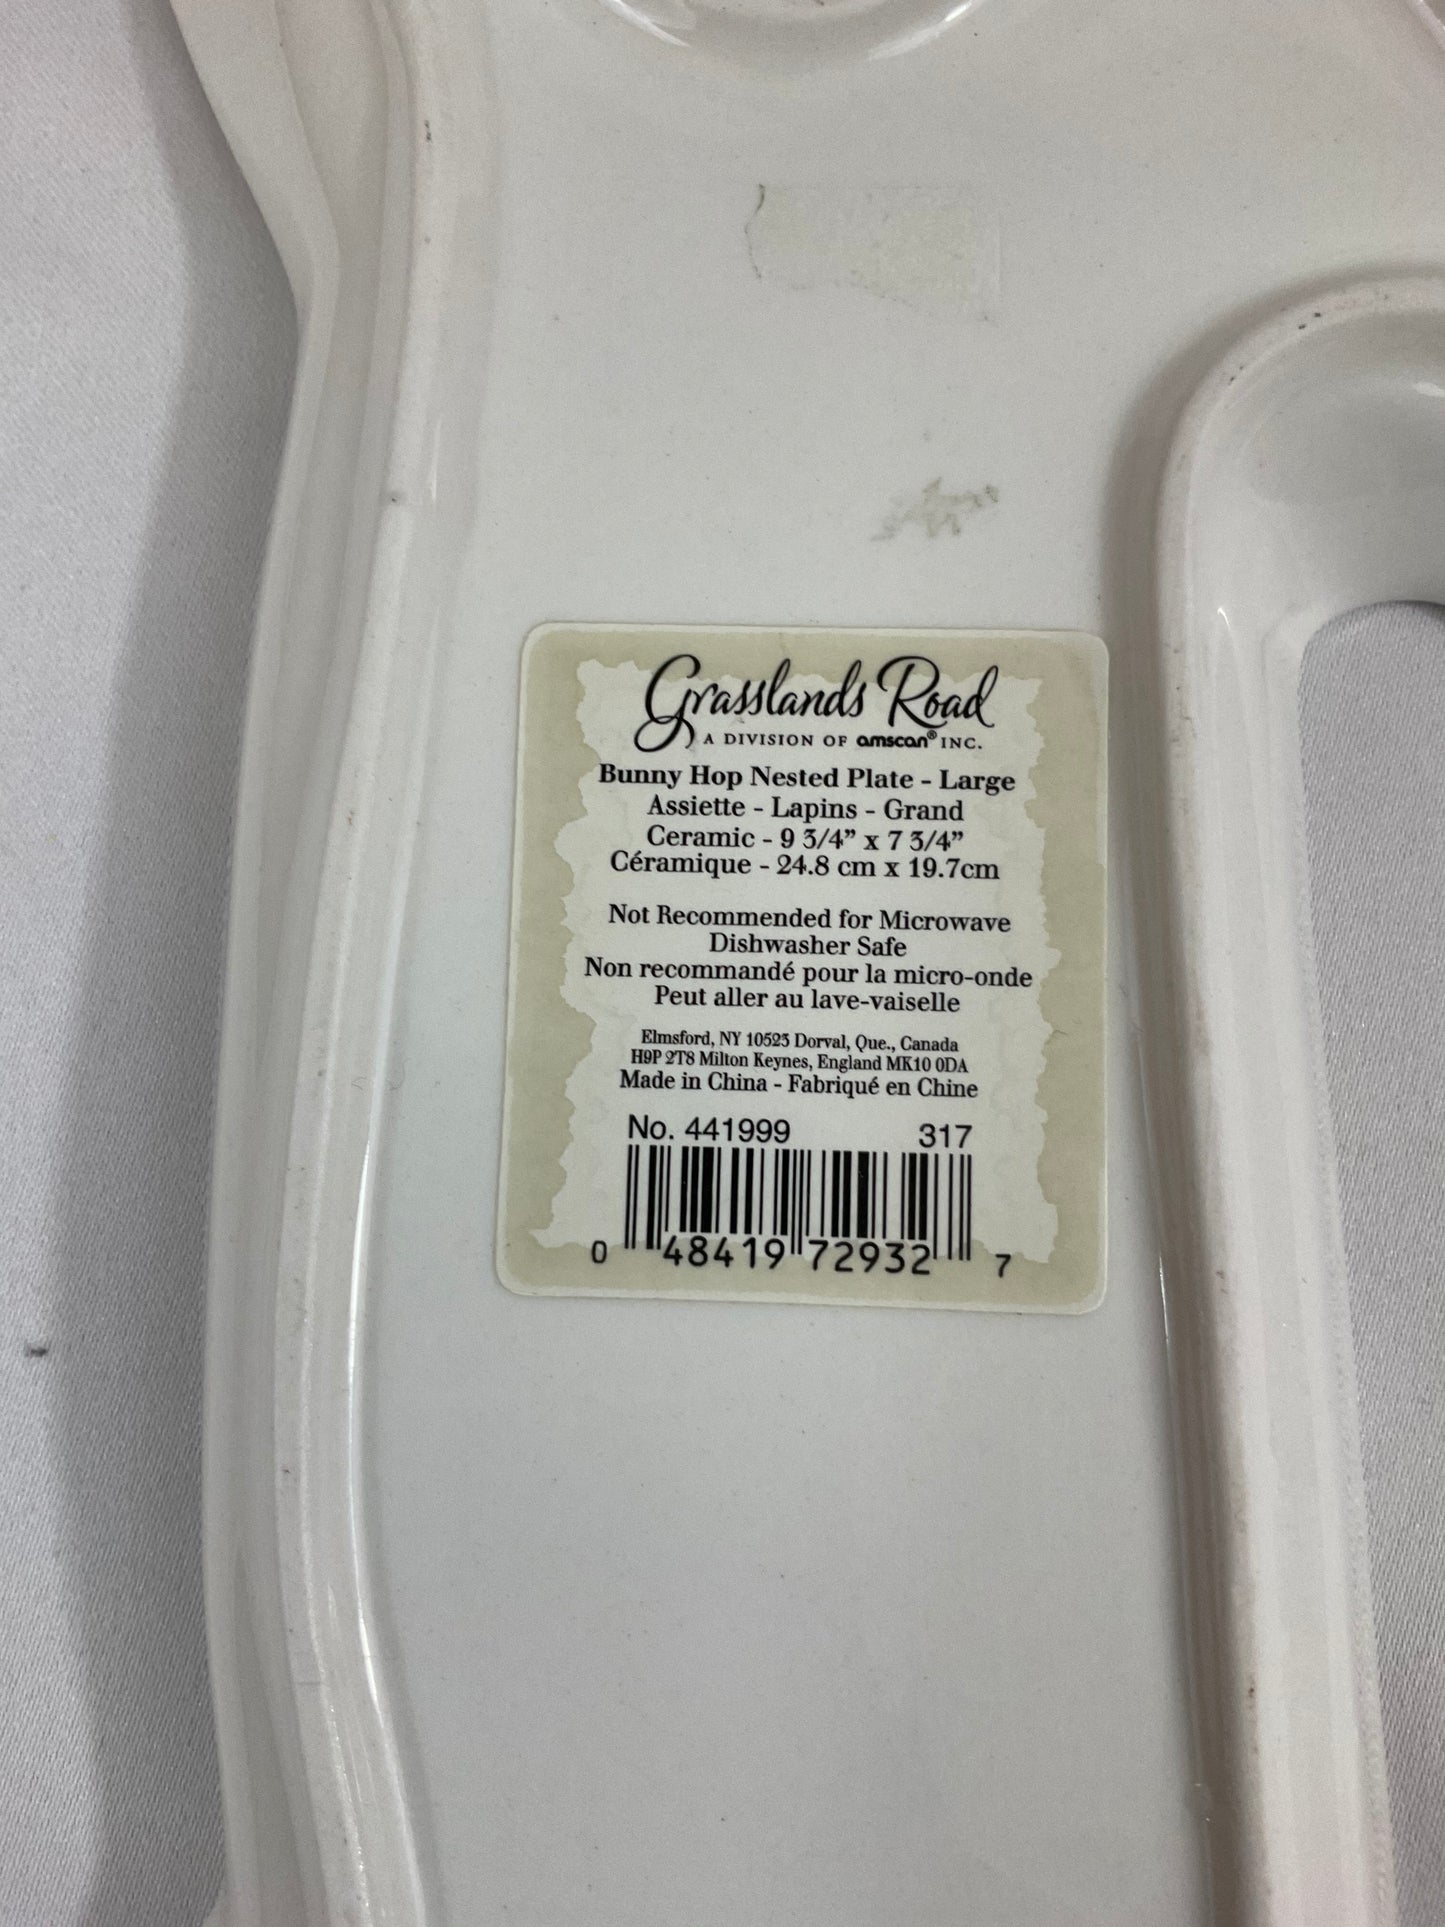 Grasslands Road
A DIVISION OF amscan® INC.
Bunny Hop Nested Plate - Large
Assiette - Lapins - Grand
Ceramic - 9 3/4” x 7 3/4”
Céramique - 24.8 cm x 19.7cm
Not Recommended for Microwave
Dishwasher Safe
Non recommandé pour la micro-onde
Peut aller au lave-vaiselle
Elmsford, NY 10523 Dorval, Que., Canada
H9P 2T8 Milton Keynes, England MK10 0DA
Made in China - Fabriqué en Chine
No. 441999 317
0 48419 72932 7